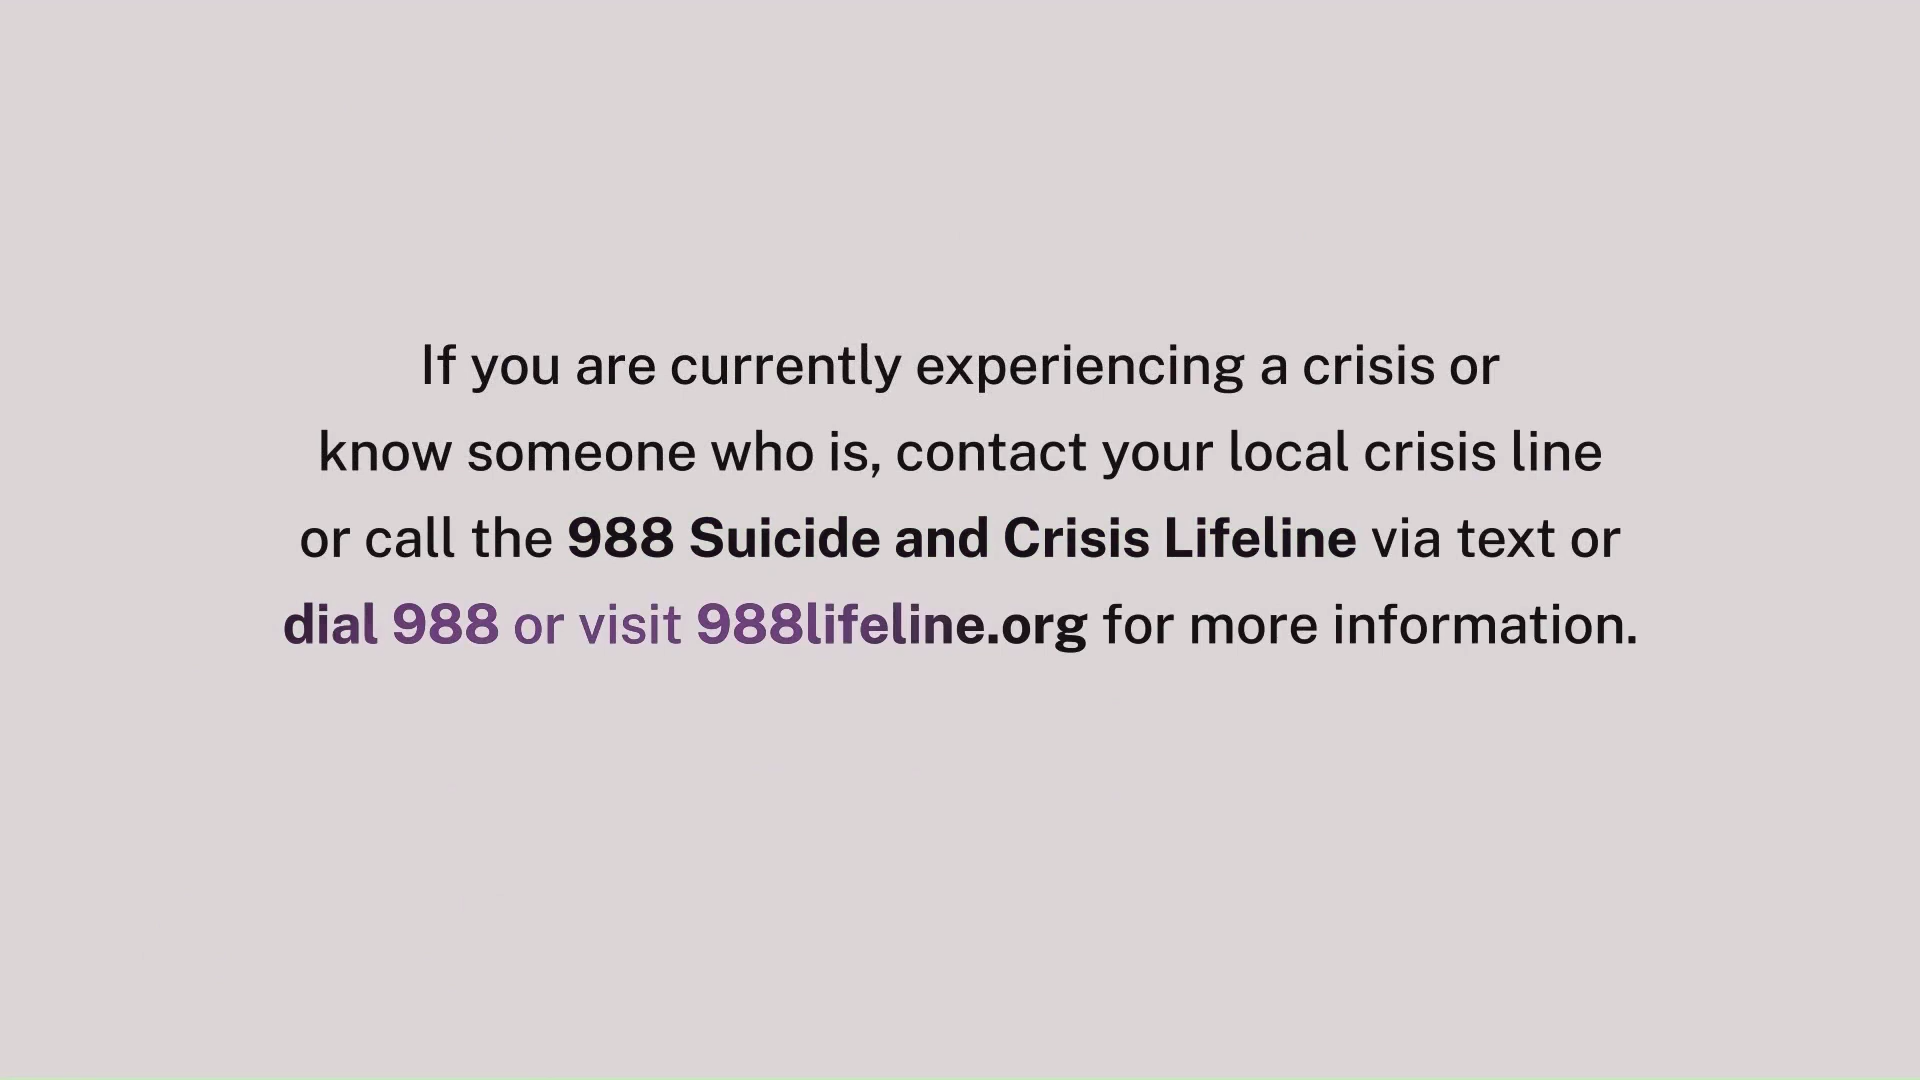 If you are currently experiencing a crisis or
know someone who is, contact your local crisis line
or call the 988 Suicide and Crisis Lifeline via text or
dial 988 or visit 988lifeline.org for more information.